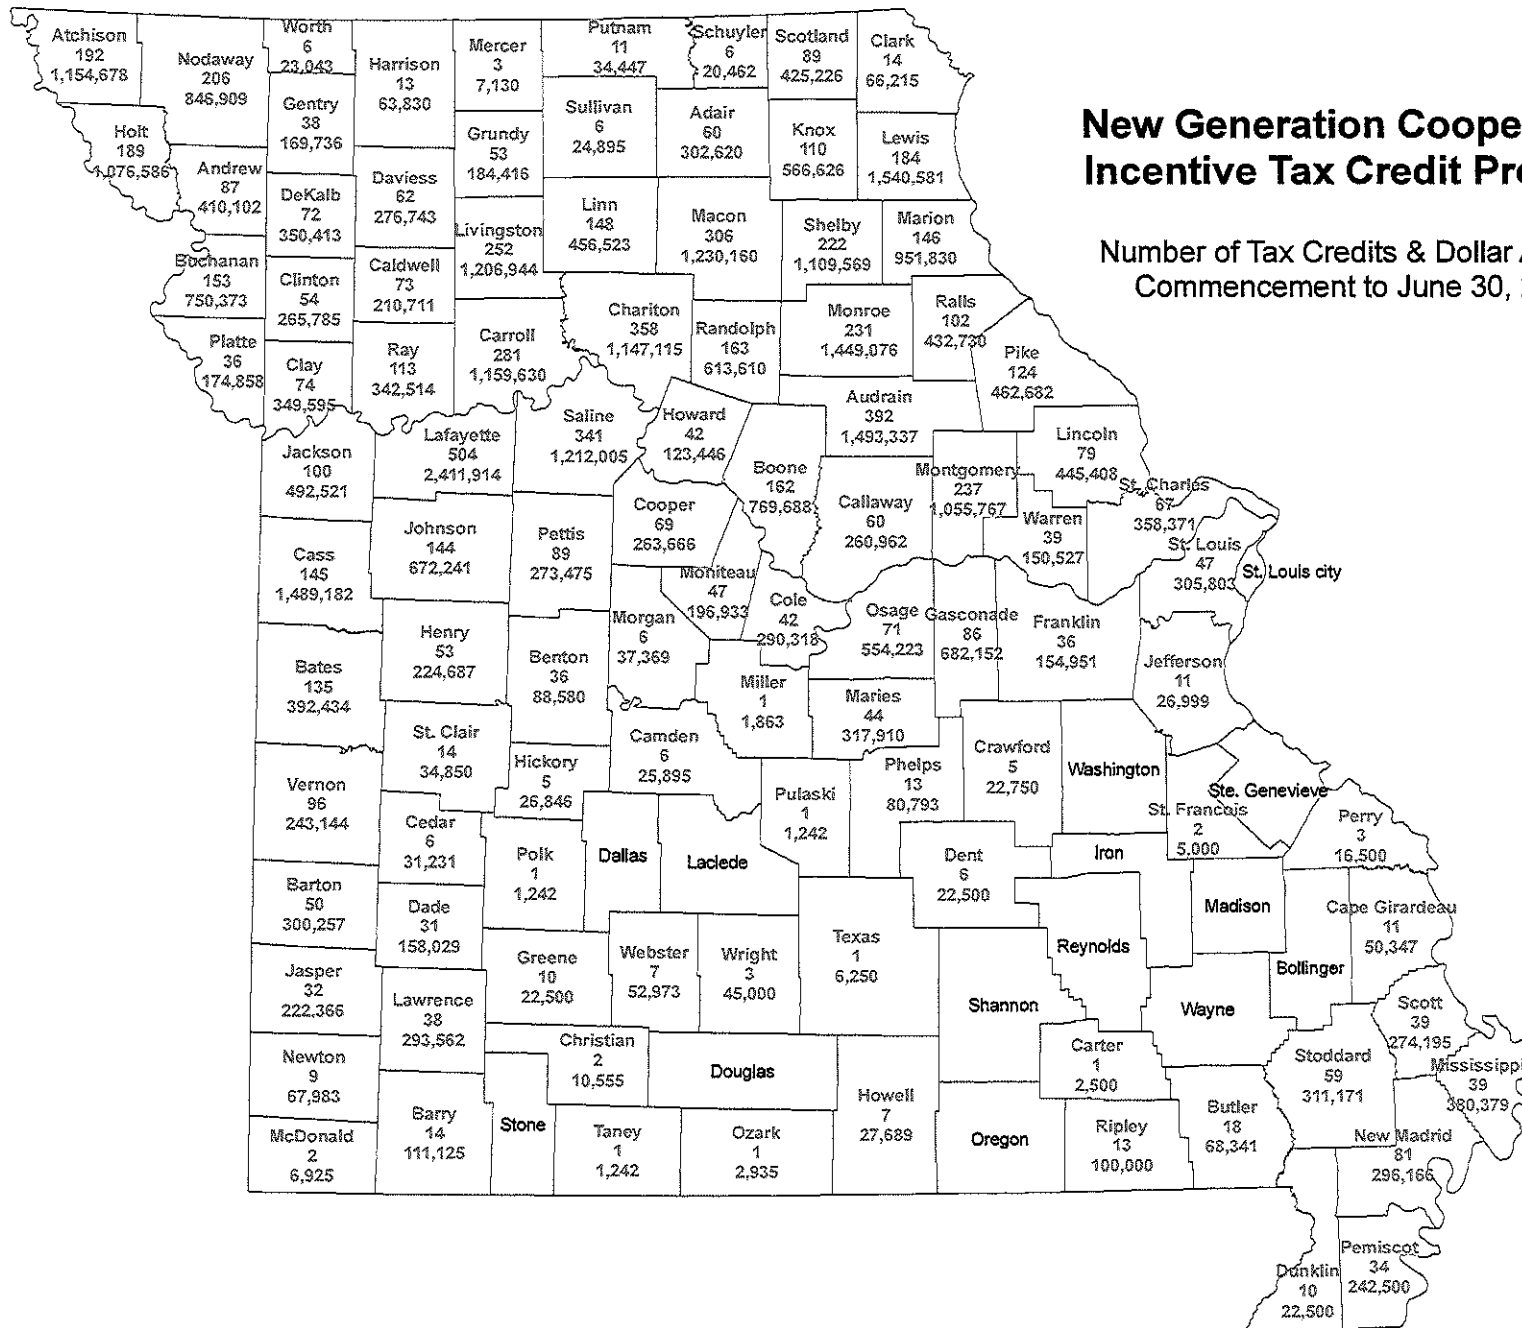 New Generation Coope
Incentive Tax Credit Pro
Number of Tax Credits & Dollar
Commencement to June 30,
Atchison
192
1,154,678
Nodaway
206
846,909
Worth
6
23,043
Harrison
13
63,830
Mercer
3
7,130
Putnam
11
34,447
Schuyler
6
20,462
Scotland
89
425,226
Clark
14
66,215
Holt
189
1,076,586
Andrew
87
410,102
Gentry
38
169,736
DeKalb
72
350,413
Daviess
62
276,743
Grundy
53
184,416
Sullivan
6
24,895
Adair
60
302,620
Knox
110
566,626
Lewis
184
1,540,581
Livingston
252
1,206,944
Linn
148
456,523
Macon
306
1,230,160
Shelby
222
1,109,569
Marion
146
951,830
Buchanan
153
750,373
Clinton
54
265,785
Caldwell
73
210,711
Platte
36
174,858
Clay
74
349,595
Ray
113
342,514
Carroll
281
1,159,630
Chariton
358
1,147,115
Randolph
163
613,610
Monroe
231
1,449,076
Ralls
102
432,730
Pike
124
462,682
Jackson
100
492,521
Lafayette
504
2,411,914
Saline
341
1,212,005
Howard
42
123,446
Boone
162
769,688
Audrain
392
1,493,337
Callaway
60
260,962
Montgomery
237
1,055,767
Lincoln
79
445,408
St. Charles
67
358,371
Warren
39
150,527
St. Louis
47
305,803
St. Louis city
Cass
145
1,489,182
Johnson
144
672,241
Pettis
89
273,475
Cooper
69
263,666
Moniteau
47
196,933
Cole
42
290,318
Osage
71
554,223
Gasconade
86
682,152
Franklin
36
154,951
Jefferson
11
26,999
Bates
135
392,434
Henry
53
224,687
Benton
36
88,580
Morgan
6
37,369
Miller
1
1,863
Maries
44
317,910
St. Clair
14
34,850
Hickory
5
26,846
Camden
6
25,895
Pulaski
1
1,242
Phelps
13
80,793
Crawford
5
22,750
Washington
St. Francois
2
5,000
Ste. Genevieve
Perry
3
16,500
Vernon
96
243,144
Cedar
6
31,231
Polk
1
1,242
Dallas
Laclede
Dent
6
22,500
Iron
Madison
Cape Girardeau
11
50,347
Barton
50
300,257
Dade
31
158,029
Greene
10
22,500
Webster
7
52,973
Wright
3
45,000
Texas
1
6,250
Reynolds
Bollinger
Jasper
32
222,366
Lawrence
38
293,562
Christian
2
10,555
Douglas
Shannon
Wayne
Carter
1
2,500
Scott
39
274,195
Stoddard
59
311,171
Mississippi
39
380,379
Newton
9
67,983
Barry
14
111,125
Stone
Taney
1
1,242
Ozark
1
2,935
Howell
7
27,689
Oregon
Ripley
13
100,000
Butler
18
68,341
New Madrid
81
296,166
McDonald
2
6,925
Pemiscot
34
242,500
Dunklin
10
22,500